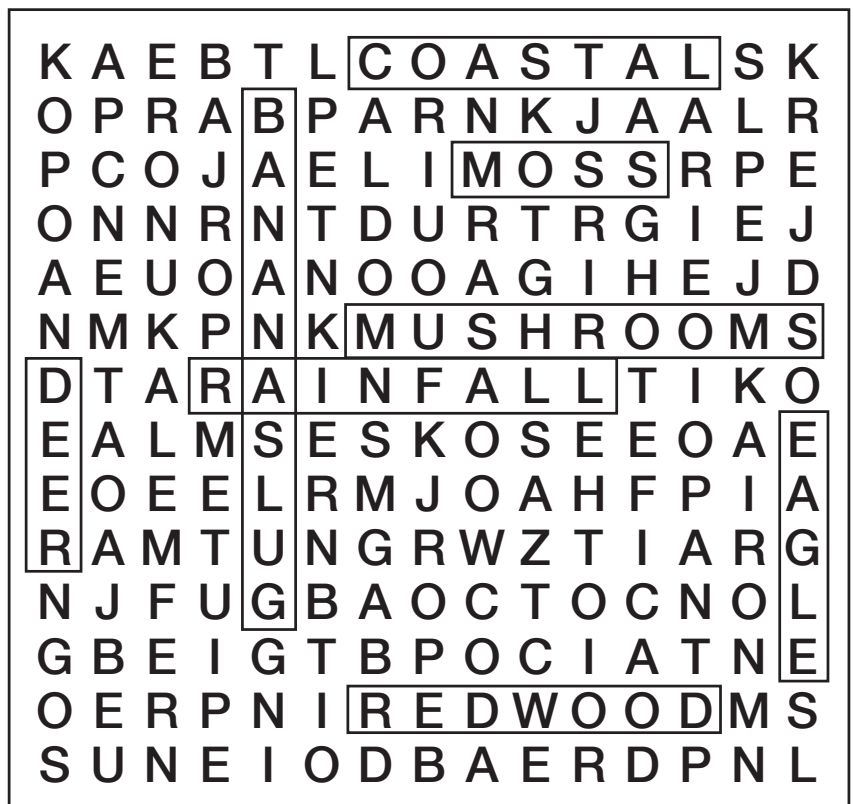 K A E B T L C O A S T A L S K
O P R A B P A R N K J A A L R
P C O J A E L I M O S S R P E
O N N R N T D U R T R G I E J
A E U O A N O O A G I H E J D
N M K P N K M U S H R O O M S
D T A R A I N F A L L T I K O
E A L M S E S K O S E E O A E
E O E E L R M J O A H F P I A
R A M T U N G R W Z T I A R G
N J F U G B A O C T O C N O L
G B E I G T B P O C I A T N E
O E R P N I R E D W O O D M S
S U N E I O D B A E R D P N L